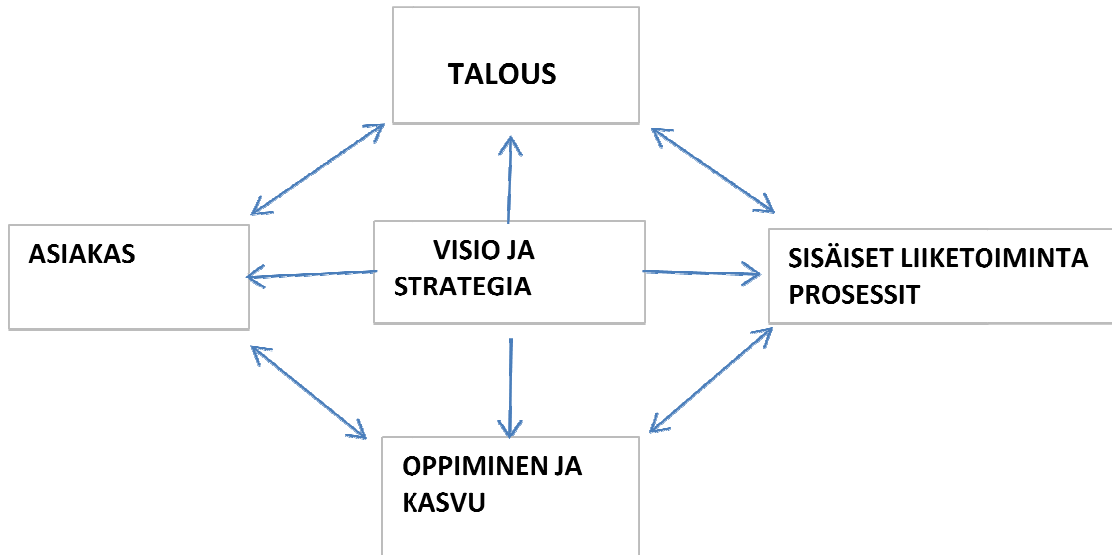 TALOUS
ASIAKAS
VISIO JA
STRATEGIA
SISÄISET LIIKETOIMINTA
PROSESSIT
OPPIMINEN JA
KASVU